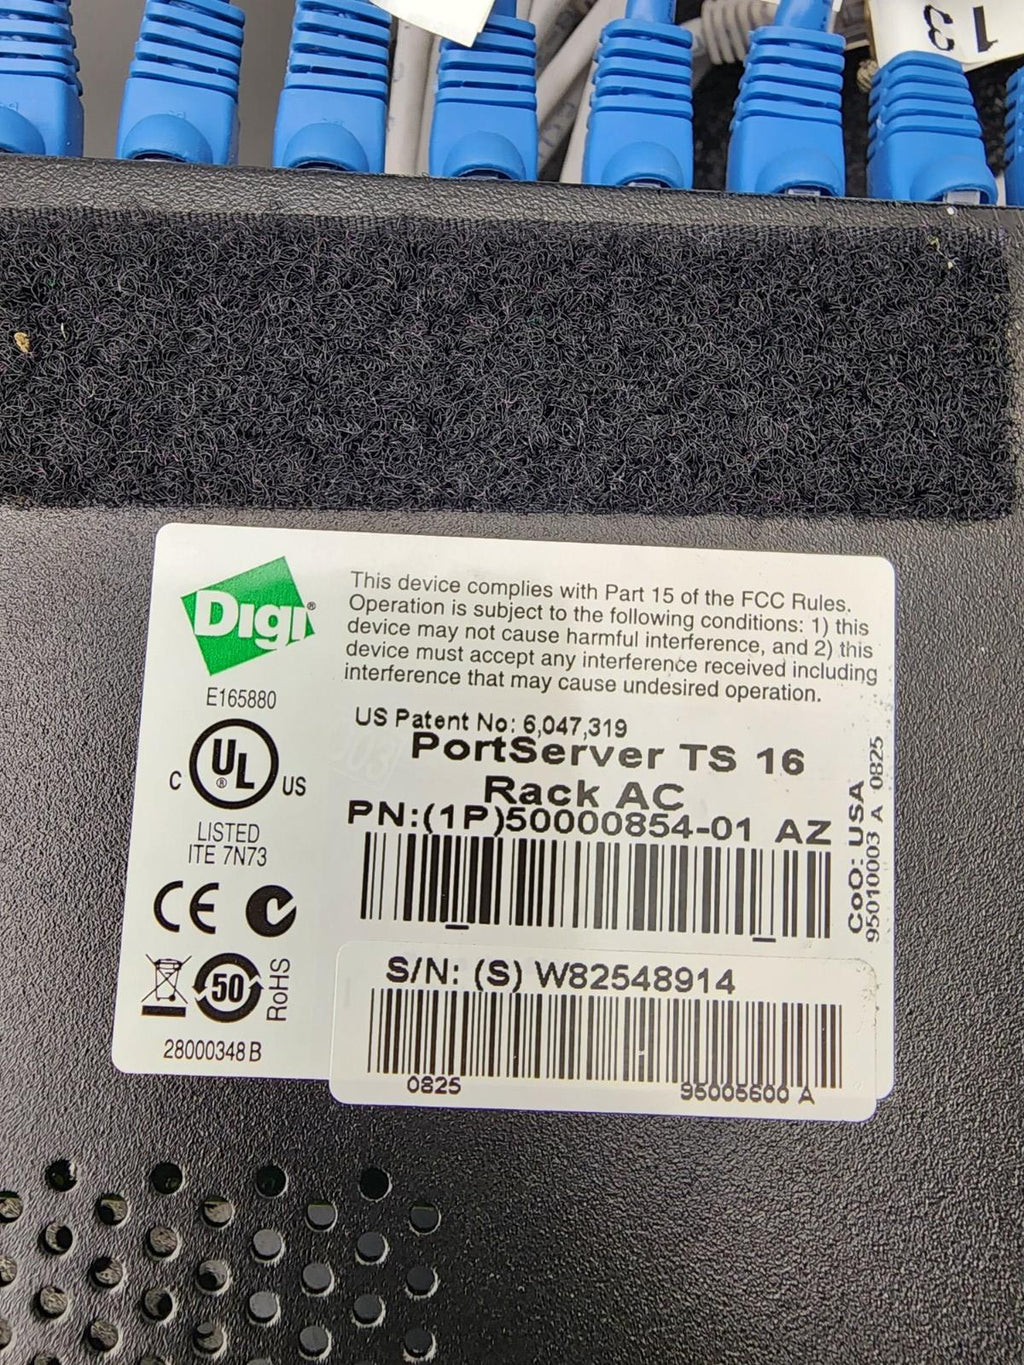 13
Digi®
This device complies with Part 15 of the FCC Rules.
Operation is subject to the following conditions: 1) this
device may not cause harmful interference, and 2) this
device must accept any interference received including
interference that may cause undesired operation.
E165880
US Patent No: 6,047,319
PortServer TS 16
Rack AC
PN:(1P)50000854-01 AZ
C UL® US
LISTED
ITE 7N73
CE
50
RoHS
28000348 B
CoO: USA
95010003 A 0825
S/N: (S) W82548914
0825 95005600 A